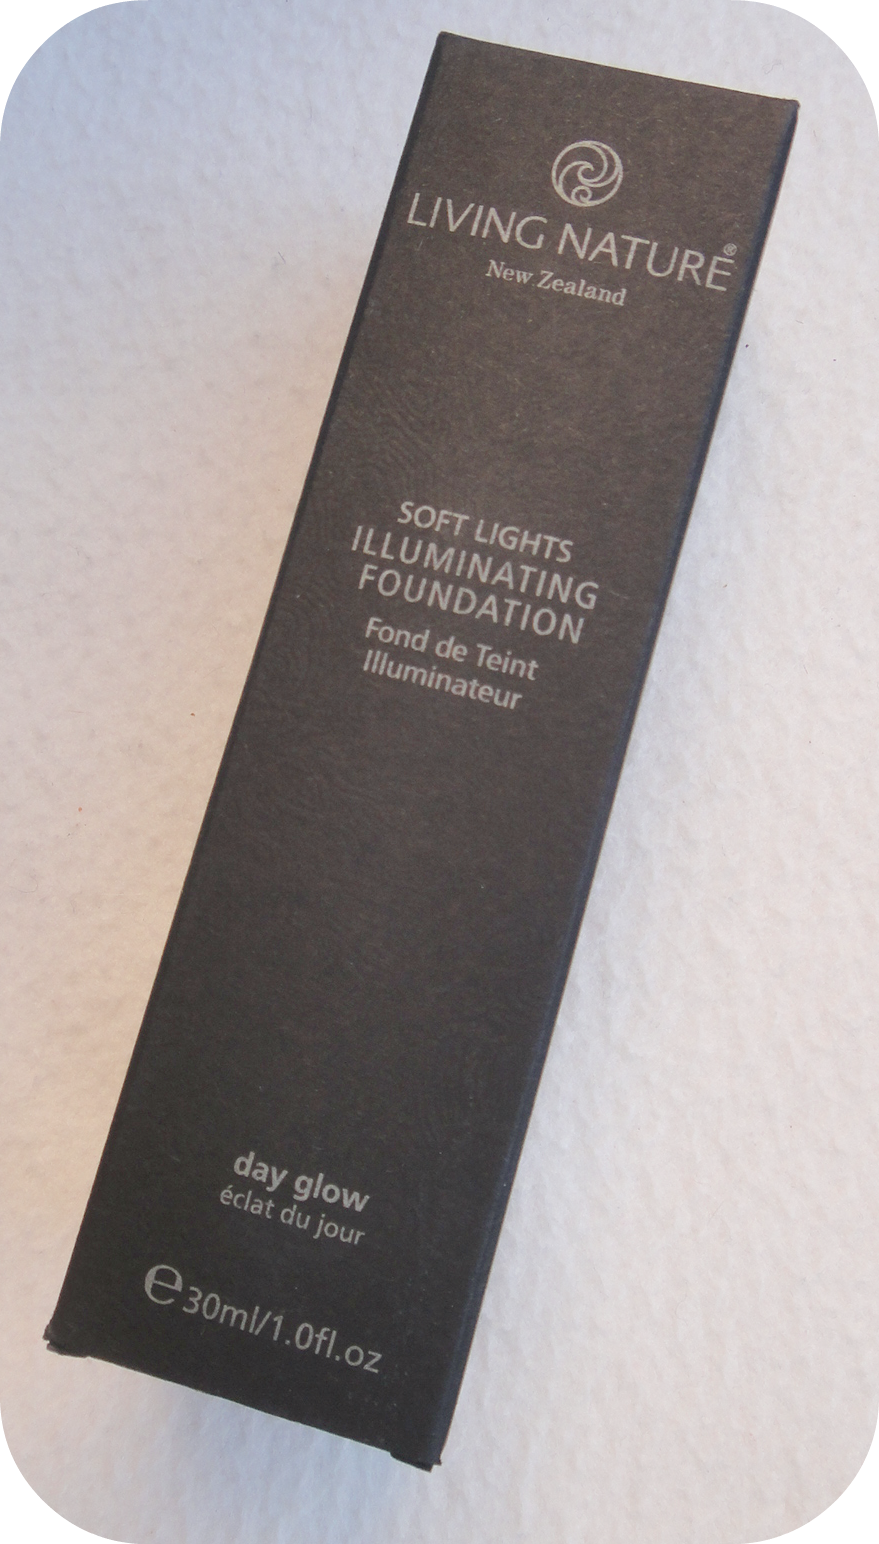 LIVING NATURE®
New Zealand
SOFT LIGHTS
ILLUMINATING
FOUNDATION
Fond de Teint
Illuminateur
day glow
éclat du jour
℮30ml/1.0fl.oz